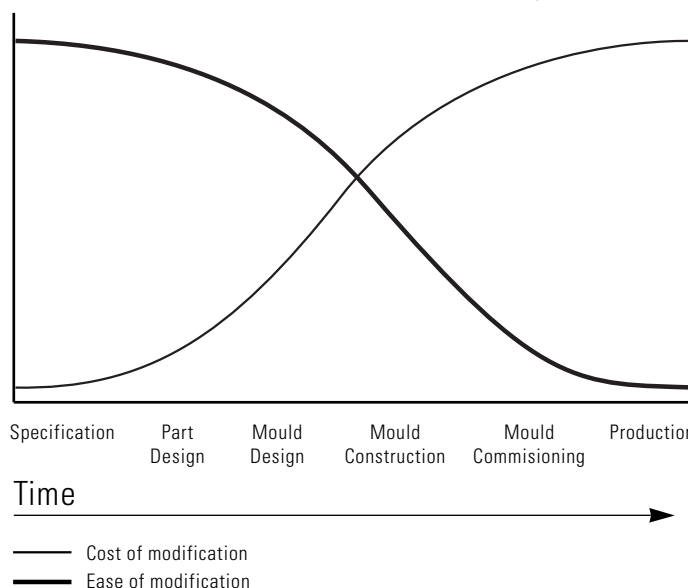 Specification Part Mould Mould Mould Production
Design Design Construction Commisioning
Time
Cost of modification
Ease of modification